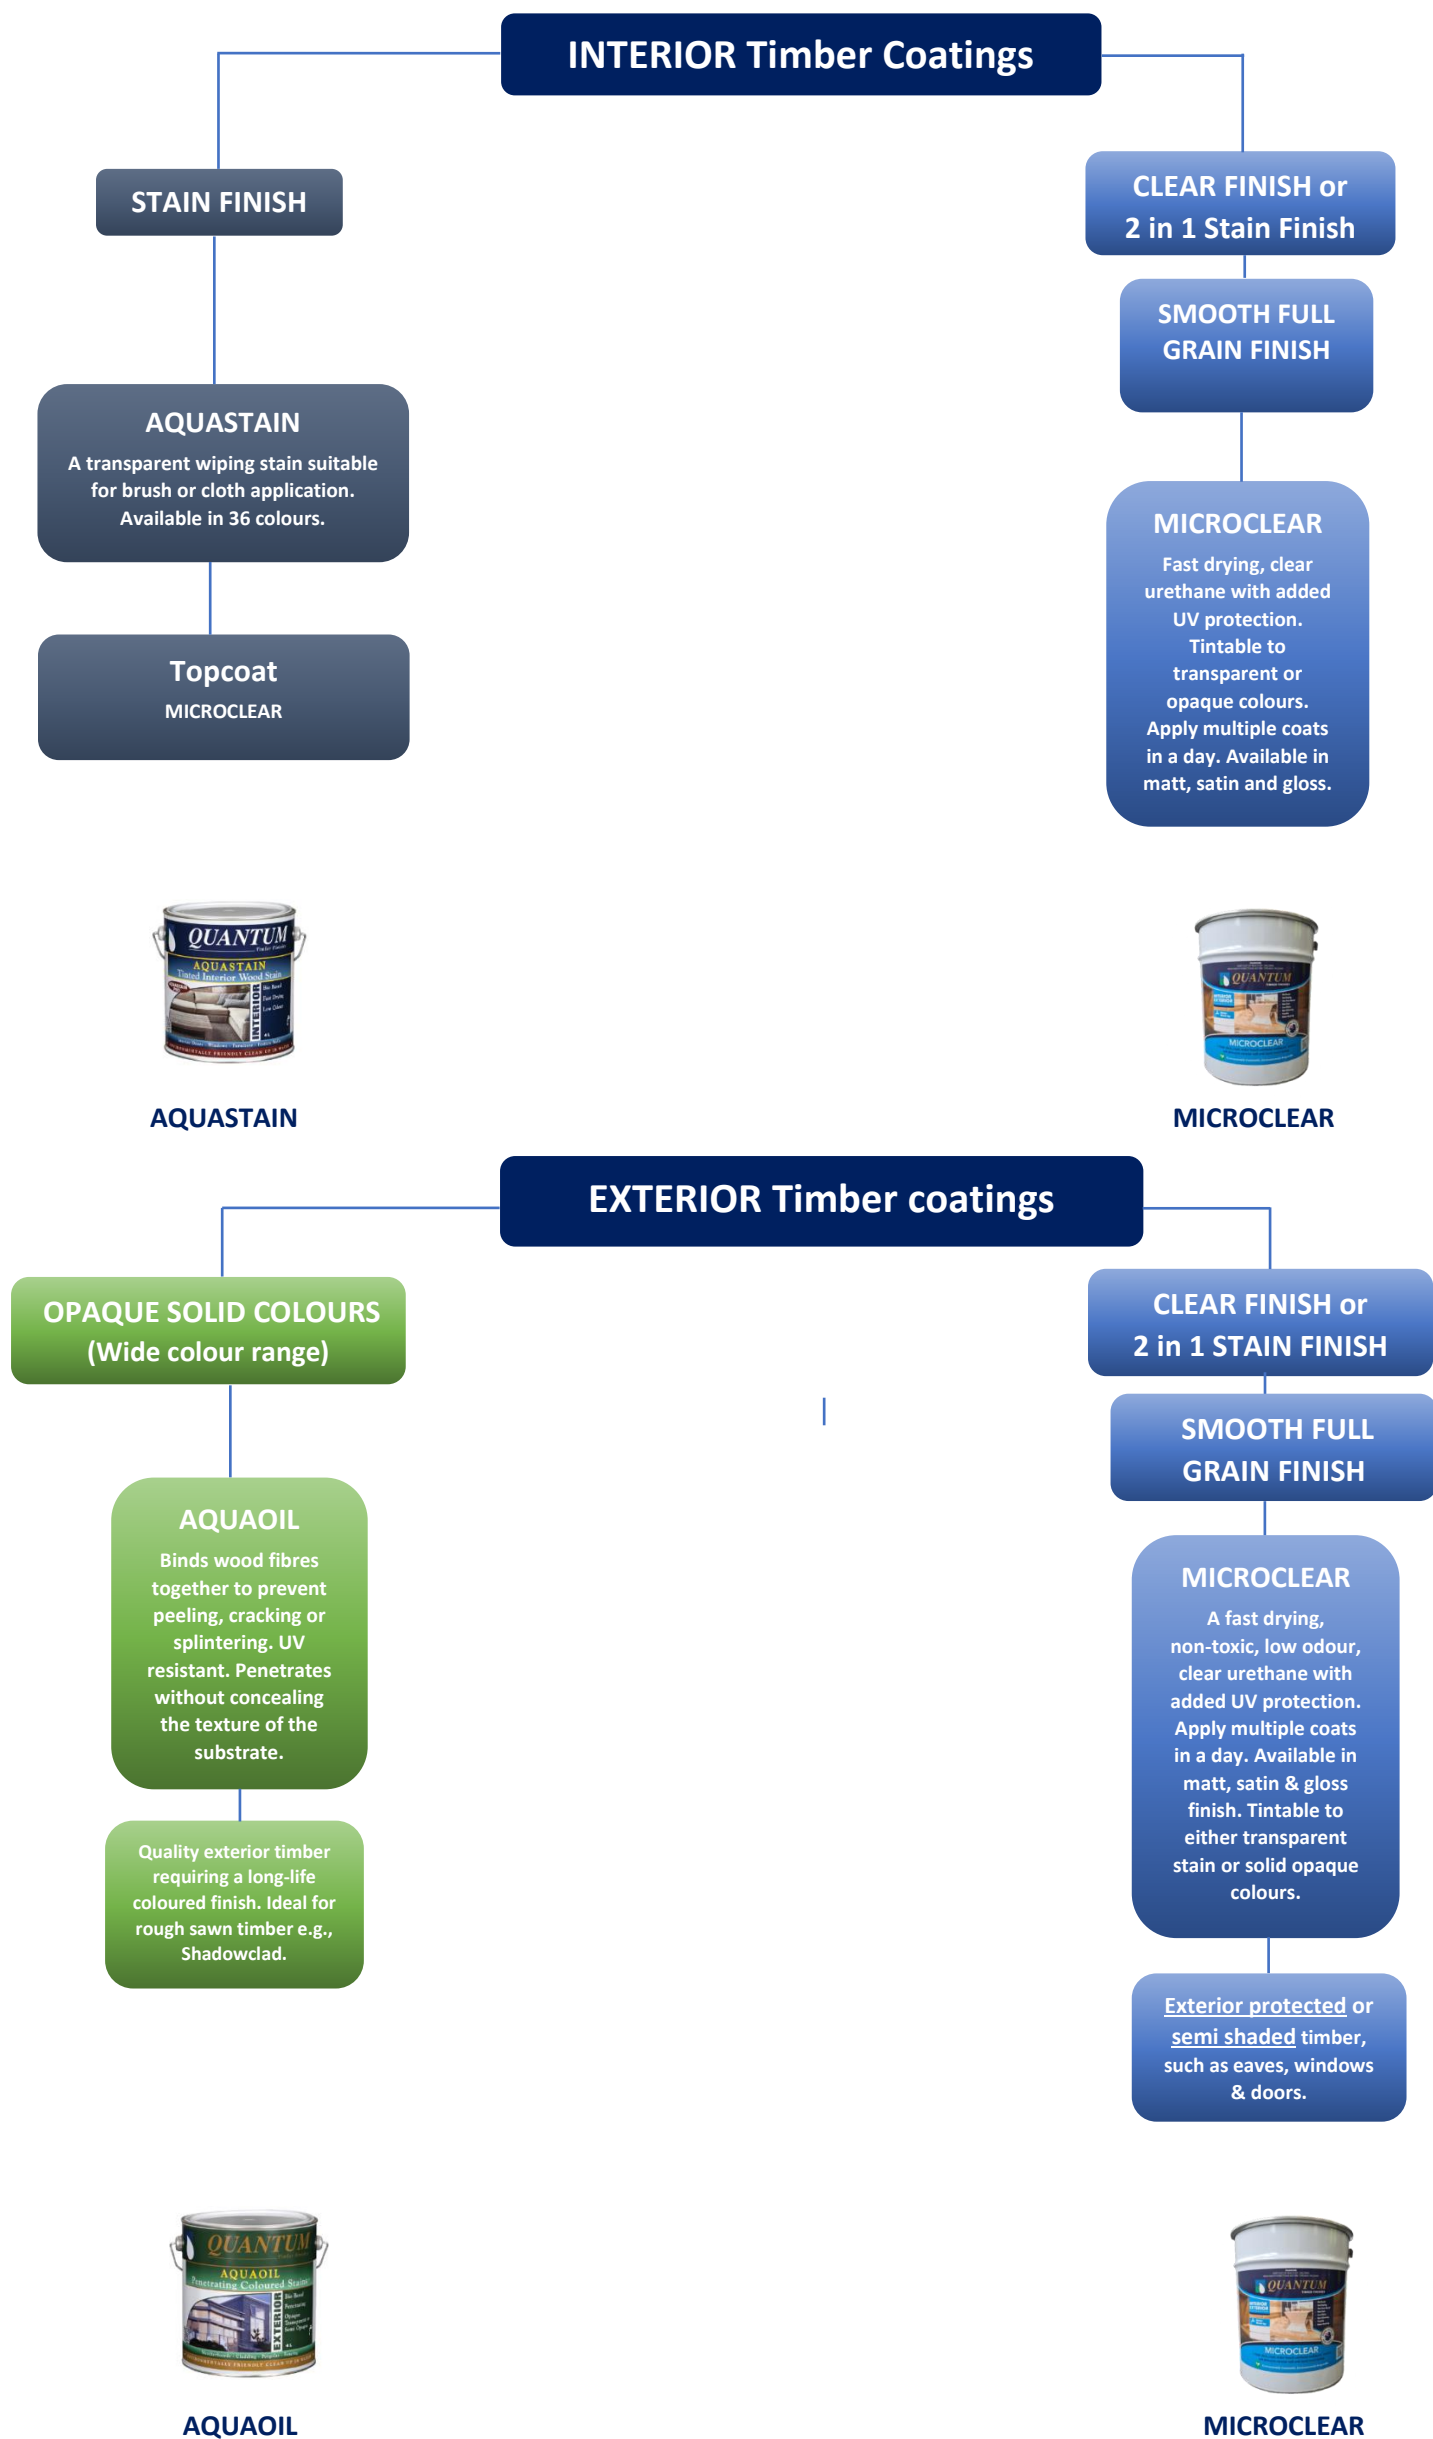 INTERIOR Timber Coatings
STAIN FINISH
CLEAR FINISH or
2 in 1 Stain Finish
SMOOTH FULL
GRAIN FINISH
AQUASTAIN
A transparent wiping stain suitable
for brush or cloth application.
Available in 36 colours.
Topcoat
MICROCLEAR
MICROCLEAR
Fast drying, clear
urethane with added
UV protection.
Tintable to
transparent or
opaque colours.
Apply multiple coats
in a day. Available in
matt, satin and gloss.
QUANTUM
AQUASTAIN
Tinted Interior Wood Stain
Fast Drying
Low Odour
INTERIOR
4 L
QUANTUM
MICROCLEAR
AQUASTAIN
MICROCLEAR
EXTERIOR Timber coatings
OPAQUE SOLID COLOURS
(Wide colour range)
CLEAR FINISH or
2 in 1 STAIN FINISH
SMOOTH FULL
GRAIN FINISH
AQUAOIL
Binds wood fibres
together to prevent
peeling, cracking or
splintering. UV
resistant. Penetrates
without concealing
the texture of the
substrate.
Quality exterior timber
requiring a long-life
coloured finish. Ideal for
rough sawn timber e.g.,
Shadowclad.
MICROCLEAR
A fast drying,
non-toxic, low odour,
clear urethane with
added UV protection.
Apply multiple coats
in a day. Available in
matt, satin & gloss
finish. Tintable to
either transparent
stain or solid opaque
colours.
Exterior protected or
semi shaded timber,
such as eaves, windows
& doors.
QUANTUM
AQUAOIL
Penetrating Coloured Stains
Penetrating
Opaque
EXTERIOR
4 L
QUANTUM
MICROCLEAR
AQUAOIL
MICROCLEAR